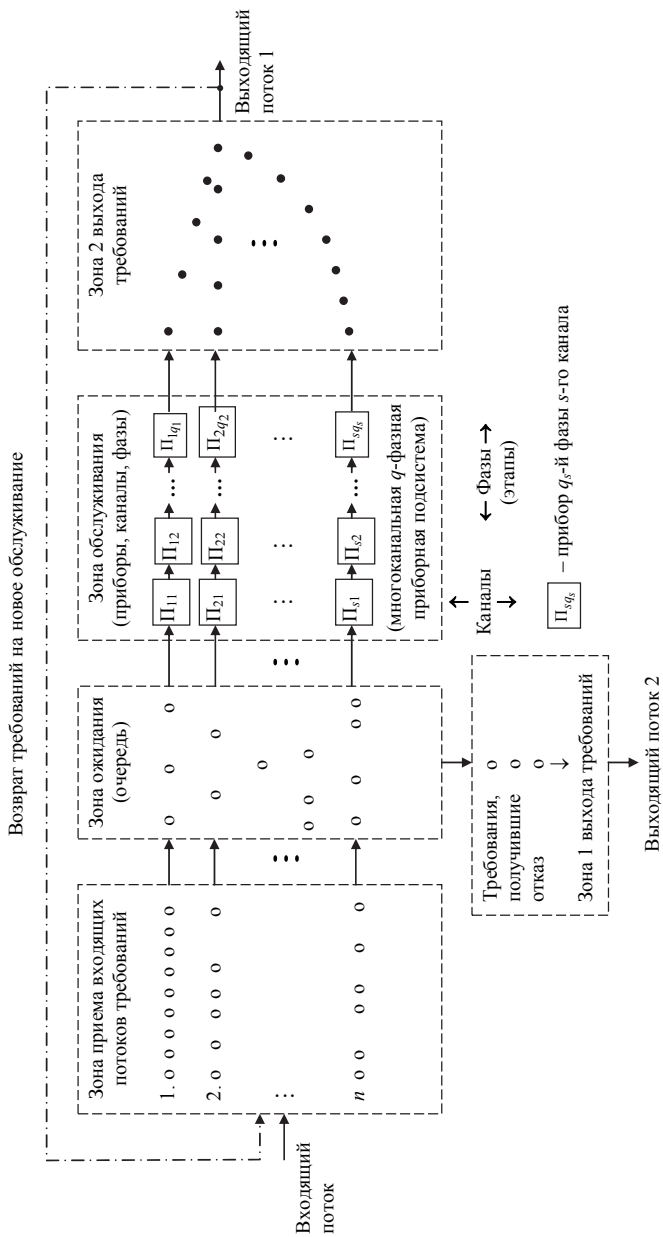 Возврат требований на новое обслуживание
Входящий
поток
Зона приема входящих
потоков требований
1. о о о о о о о о о о
2. о о о о о о о
...
n о о о о о о
Зона ожидания
(очередь)
о о о
о о о
о
о о о
о о о о
...
...
Требования,
получившие
отказ
о
о
о
Зона 1 выхода требований
Выходящий поток 2
Зона обслуживания
(приборы, каналы, фазы)
П₁₁ П₁₂ ... П₁q₁
П₂₁ П₂₂ ... П₂q₂
... ... ...
Пs1 Пs2 ... Пsqs
(многоканальная q-фазная
приборная подсистема)
Каналы
Фазы
(этапы)
Пsqs – прибор qs-й фазы s-го канала
Зона 2 выхода
требований
...
Выходящий
поток 1